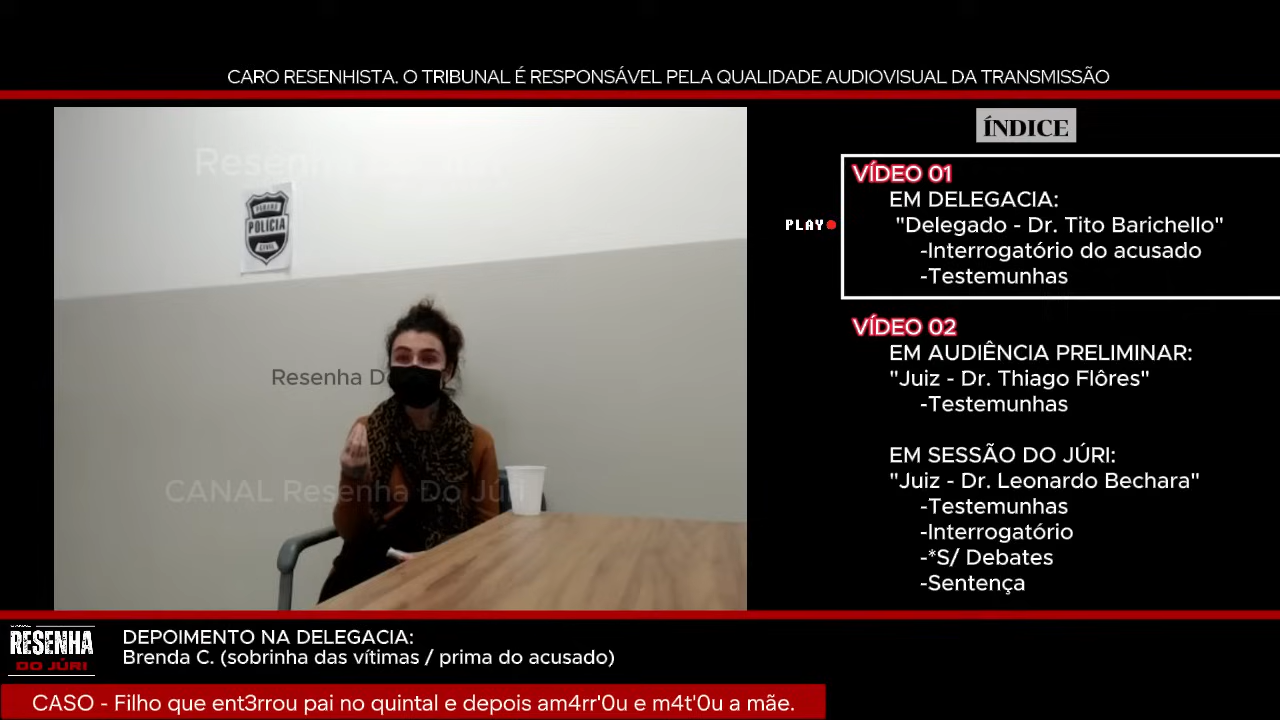 CARO RESENHISTA. O TRIBUNAL É RESPONSÁVEL PELA QUALIDADE AUDIOVISUAL DA TRANSMISSÃO
ÍNDICE
VÍDEO 01
EM DELEGACIA:
"Delegado - Dr. Tito Barichello"
-Interrogatório do acusado
-Testemunhas
PLAY
VÍDEO 02
EM AUDIÊNCIA PRELIMINAR:
"Juiz - Dr. Thiago Flôres"
-Testemunhas
EM SESSÃO DO JÚRI:
"Juiz - Dr. Leonardo Bechara"
-Testemunhas
-Interrogatório
-*S/ Debates
-Sentença
POLÍCIA
CIVIL
Resenha D
CANAL Resenha Do Júri
RESENHA
DO JÚRI
DEPOIMENTO NA DELEGACIA:
Brenda C. (sobrinha das vítimas / prima do acusado)
CASO - Filho que ent3rrou pai no quintal e depois am4rr'0u e m4t'0u a mãe.